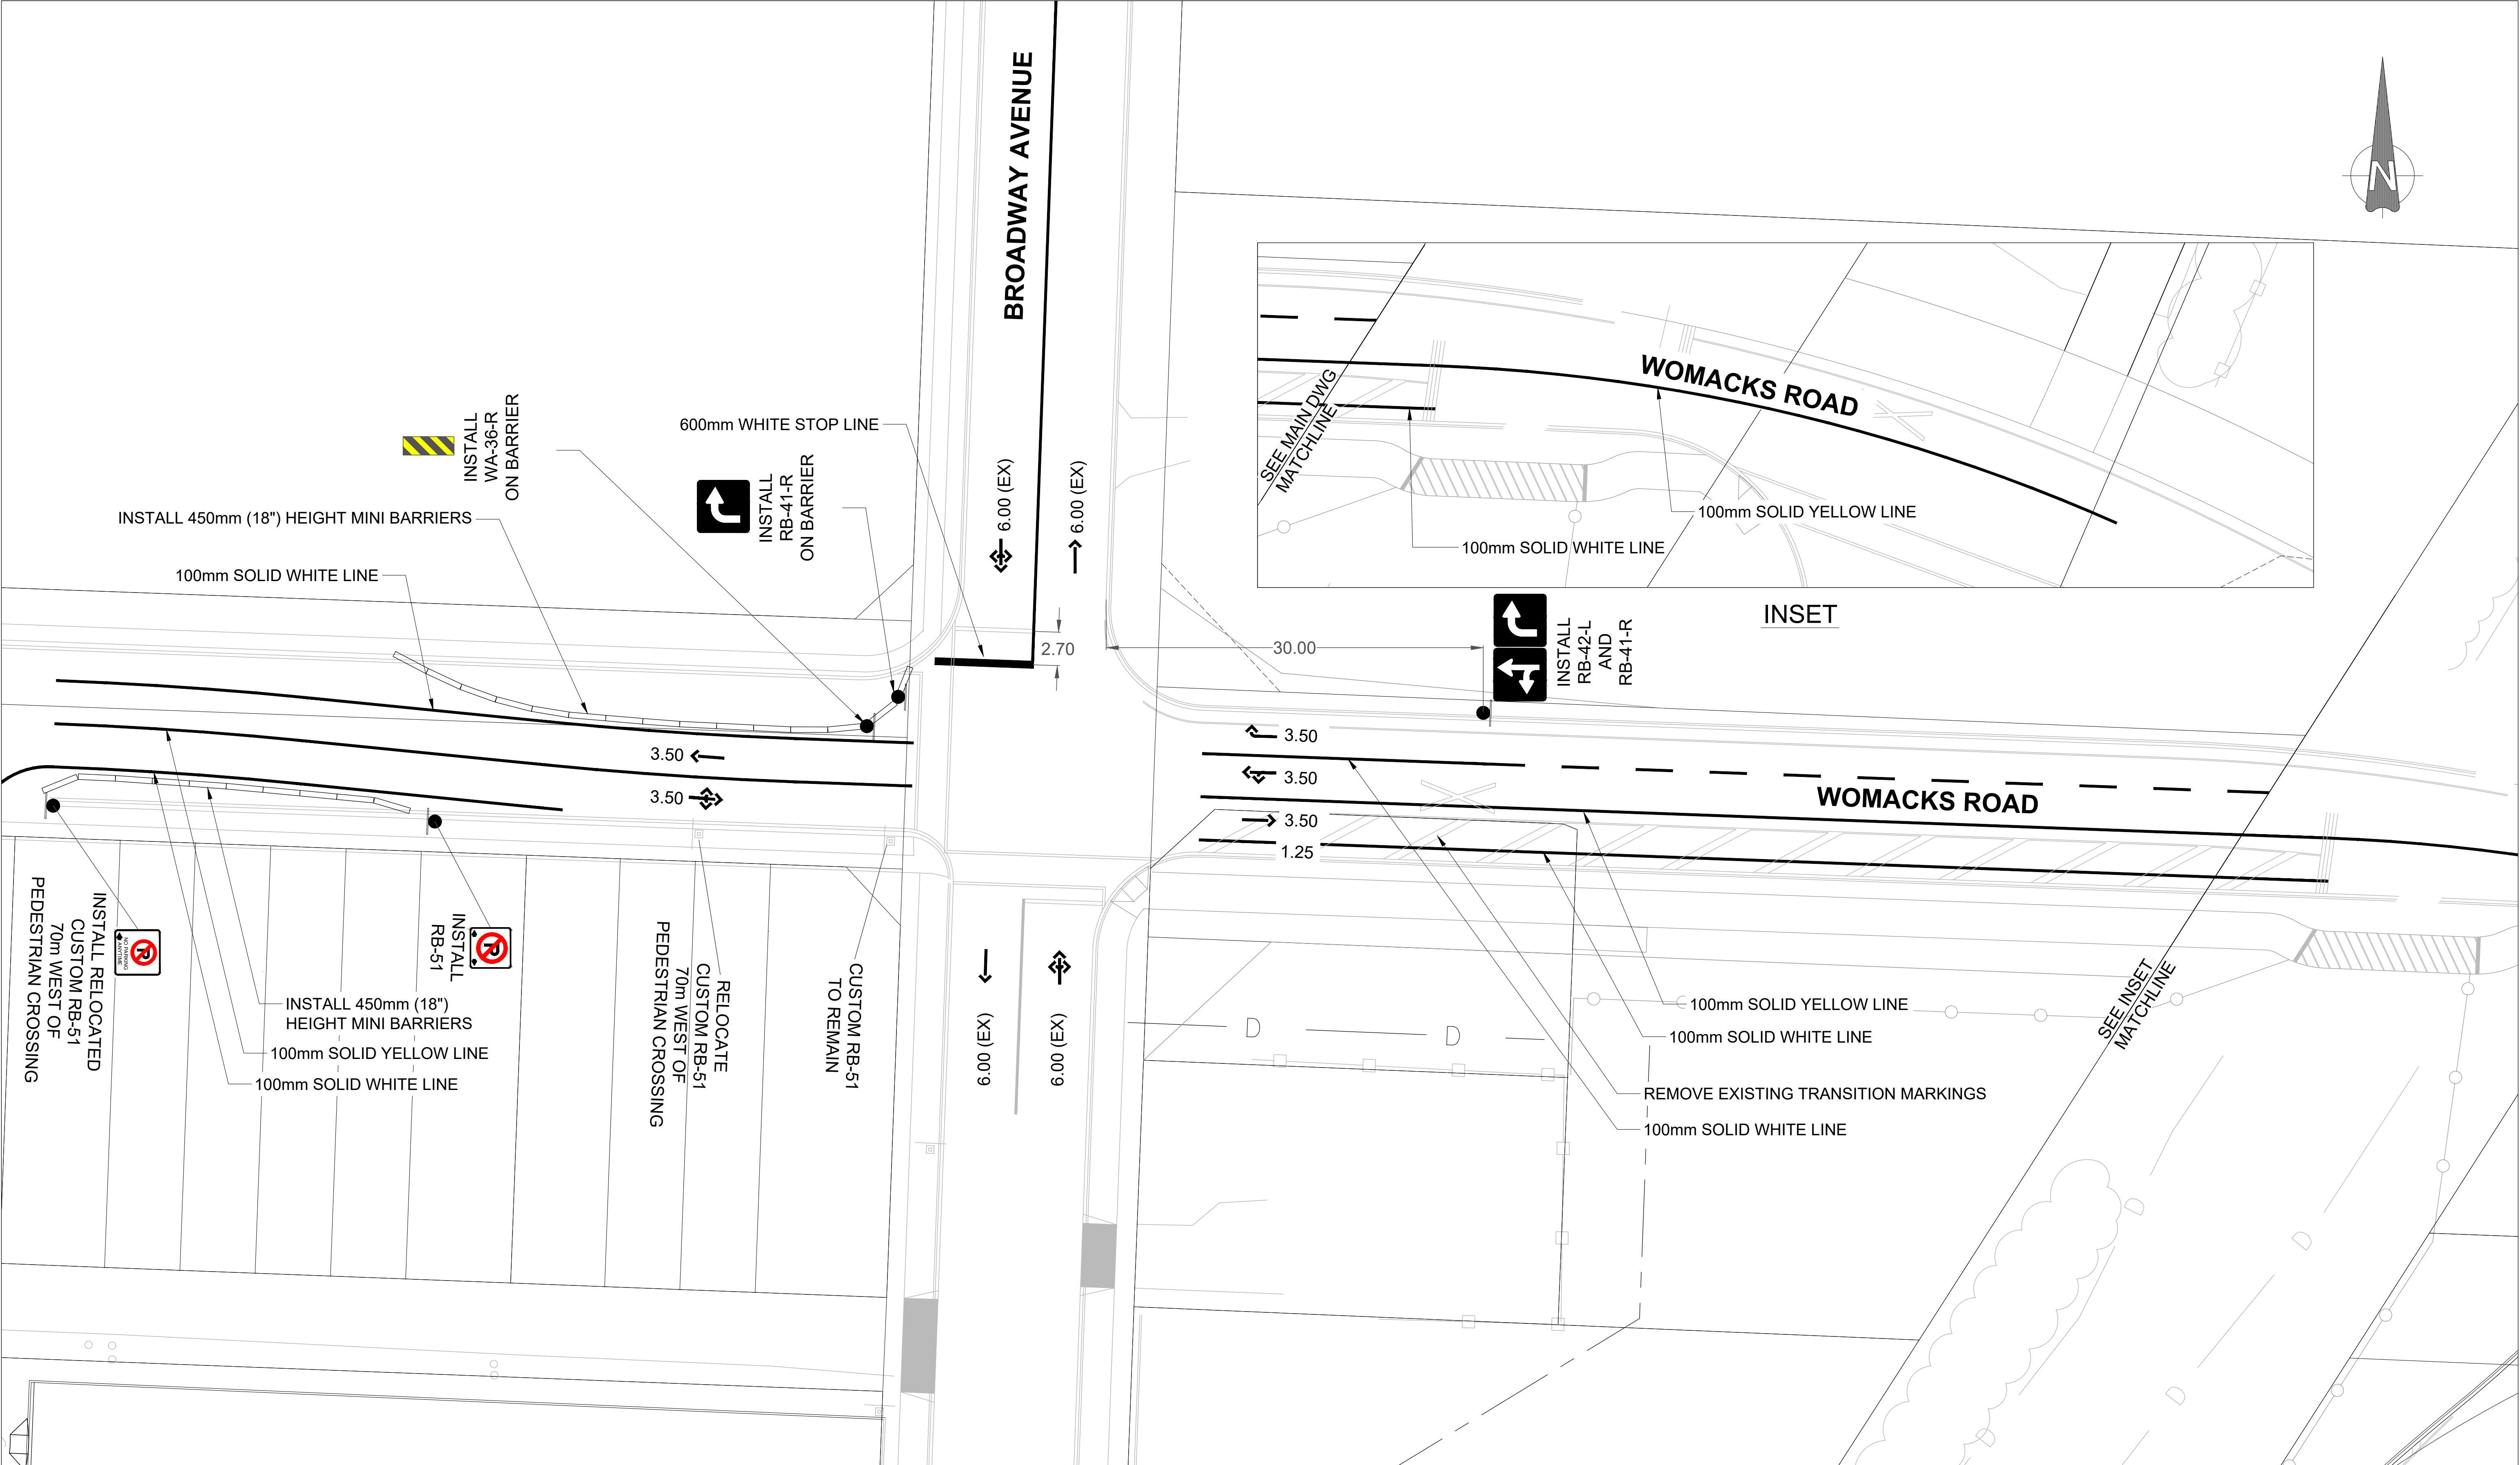 BROADWAY AVENUE
N
INSTALL
WA-36-R
ON BARRIER
600mm WHITE STOP LINE
INSTALL
RB-41-R
ON BARRIER
INSTALL 450mm (18") HEIGHT MINI BARRIERS
100mm SOLID WHITE LINE
6.00 (EX)
6.00 (EX)
2.70
30.00
SEE MAIN DWG
MATCHLINE
WOMACKS ROAD
100mm SOLID YELLOW LINE
100mm SOLID WHITE LINE
INSET
INSTALL
RB-42-L
AND
RB-41-R
3.50
3.50
3.50
3.50
3.50
1.25
WOMACKS ROAD
INSTALL RELOCATED
CUSTOM RB-51
70m WEST OF
PEDESTRIAN CROSSING
P
NO PARKING
ANYTIME
INSTALL
RB-51
P
INSTALL 450mm (18")
HEIGHT MINI BARRIERS
100mm SOLID YELLOW LINE
100mm SOLID WHITE LINE
RELOCATE
CUSTOM RB-51
70m WEST OF
PEDESTRIAN CROSSING
CUSTOM RB-51
TO REMAIN
6.00 (EX)
6.00 (EX)
D
D
100mm SOLID YELLOW LINE
100mm SOLID WHITE LINE
REMOVE EXISTING TRANSITION MARKINGS
100mm SOLID WHITE LINE
SEE INSET
MATCHLINE
D
D
D
D